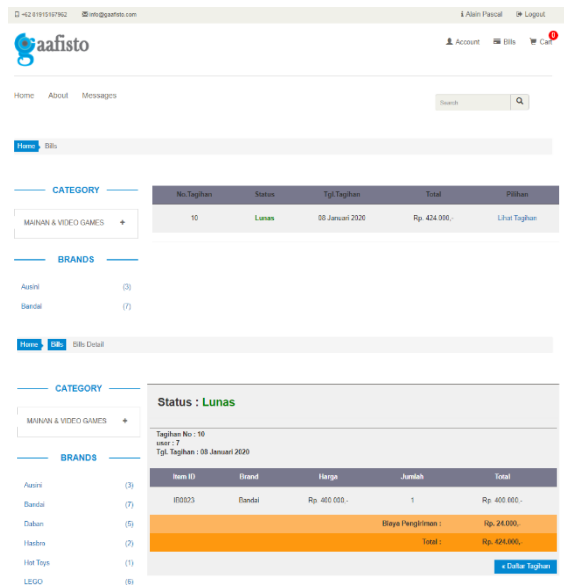 +62 81915167962 info@gaafisto.com Alain Pascal Logout
gaafisto
Account Bills Cart 0
Home About Messages
Search
Home Bills
CATEGORY
MAINAN & VIDEO GAMES +
BRANDS
Ausini (3)
Bandai (7)
No.Tagihan Status Tgl.Tagihan Total Pilihan
10 Lunas 08 Januari 2020 Rp. 424.000,- Lihat Tagihan
Home Bills Bills Detail
CATEGORY
MAINAN & VIDEO GAMES +
BRANDS
Ausini (3)
Bandai (7)
Daban (5)
Hasbro (2)
Hot Toys (1)
LEGO (6)
Status : Lunas
Tagihan No : 10
user : 7
Tgl. Tagihan : 08 Januari 2020
Item ID Brand Harga Jumlah Total
IB0023 Bandai Rp. 400.000,- 1 Rp. 400.000,-
Biaya Pengiriman : Rp. 24.000,-
Total : Rp. 424.000,-
« Daftar Tagihan